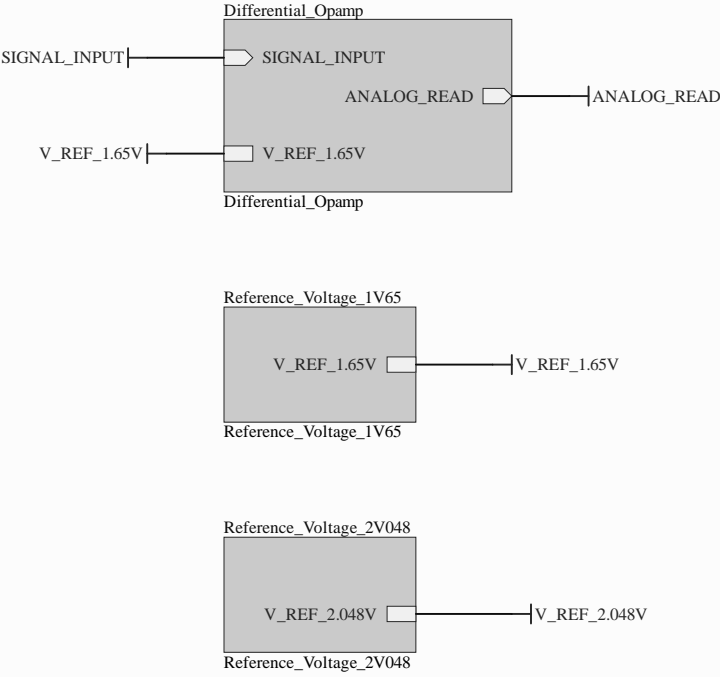 Differential_Opamp
SIGNAL_INPUT SIGNAL_INPUT
ANALOG_READ ANALOG_READ
V_REF_1.65V V_REF_1.65V
Differential_Opamp
Reference_Voltage_1V65
V_REF_1.65V V_REF_1.65V
Reference_Voltage_1V65
Reference_Voltage_2V048
V_REF_2.048V V_REF_2.048V
Reference_Voltage_2V048